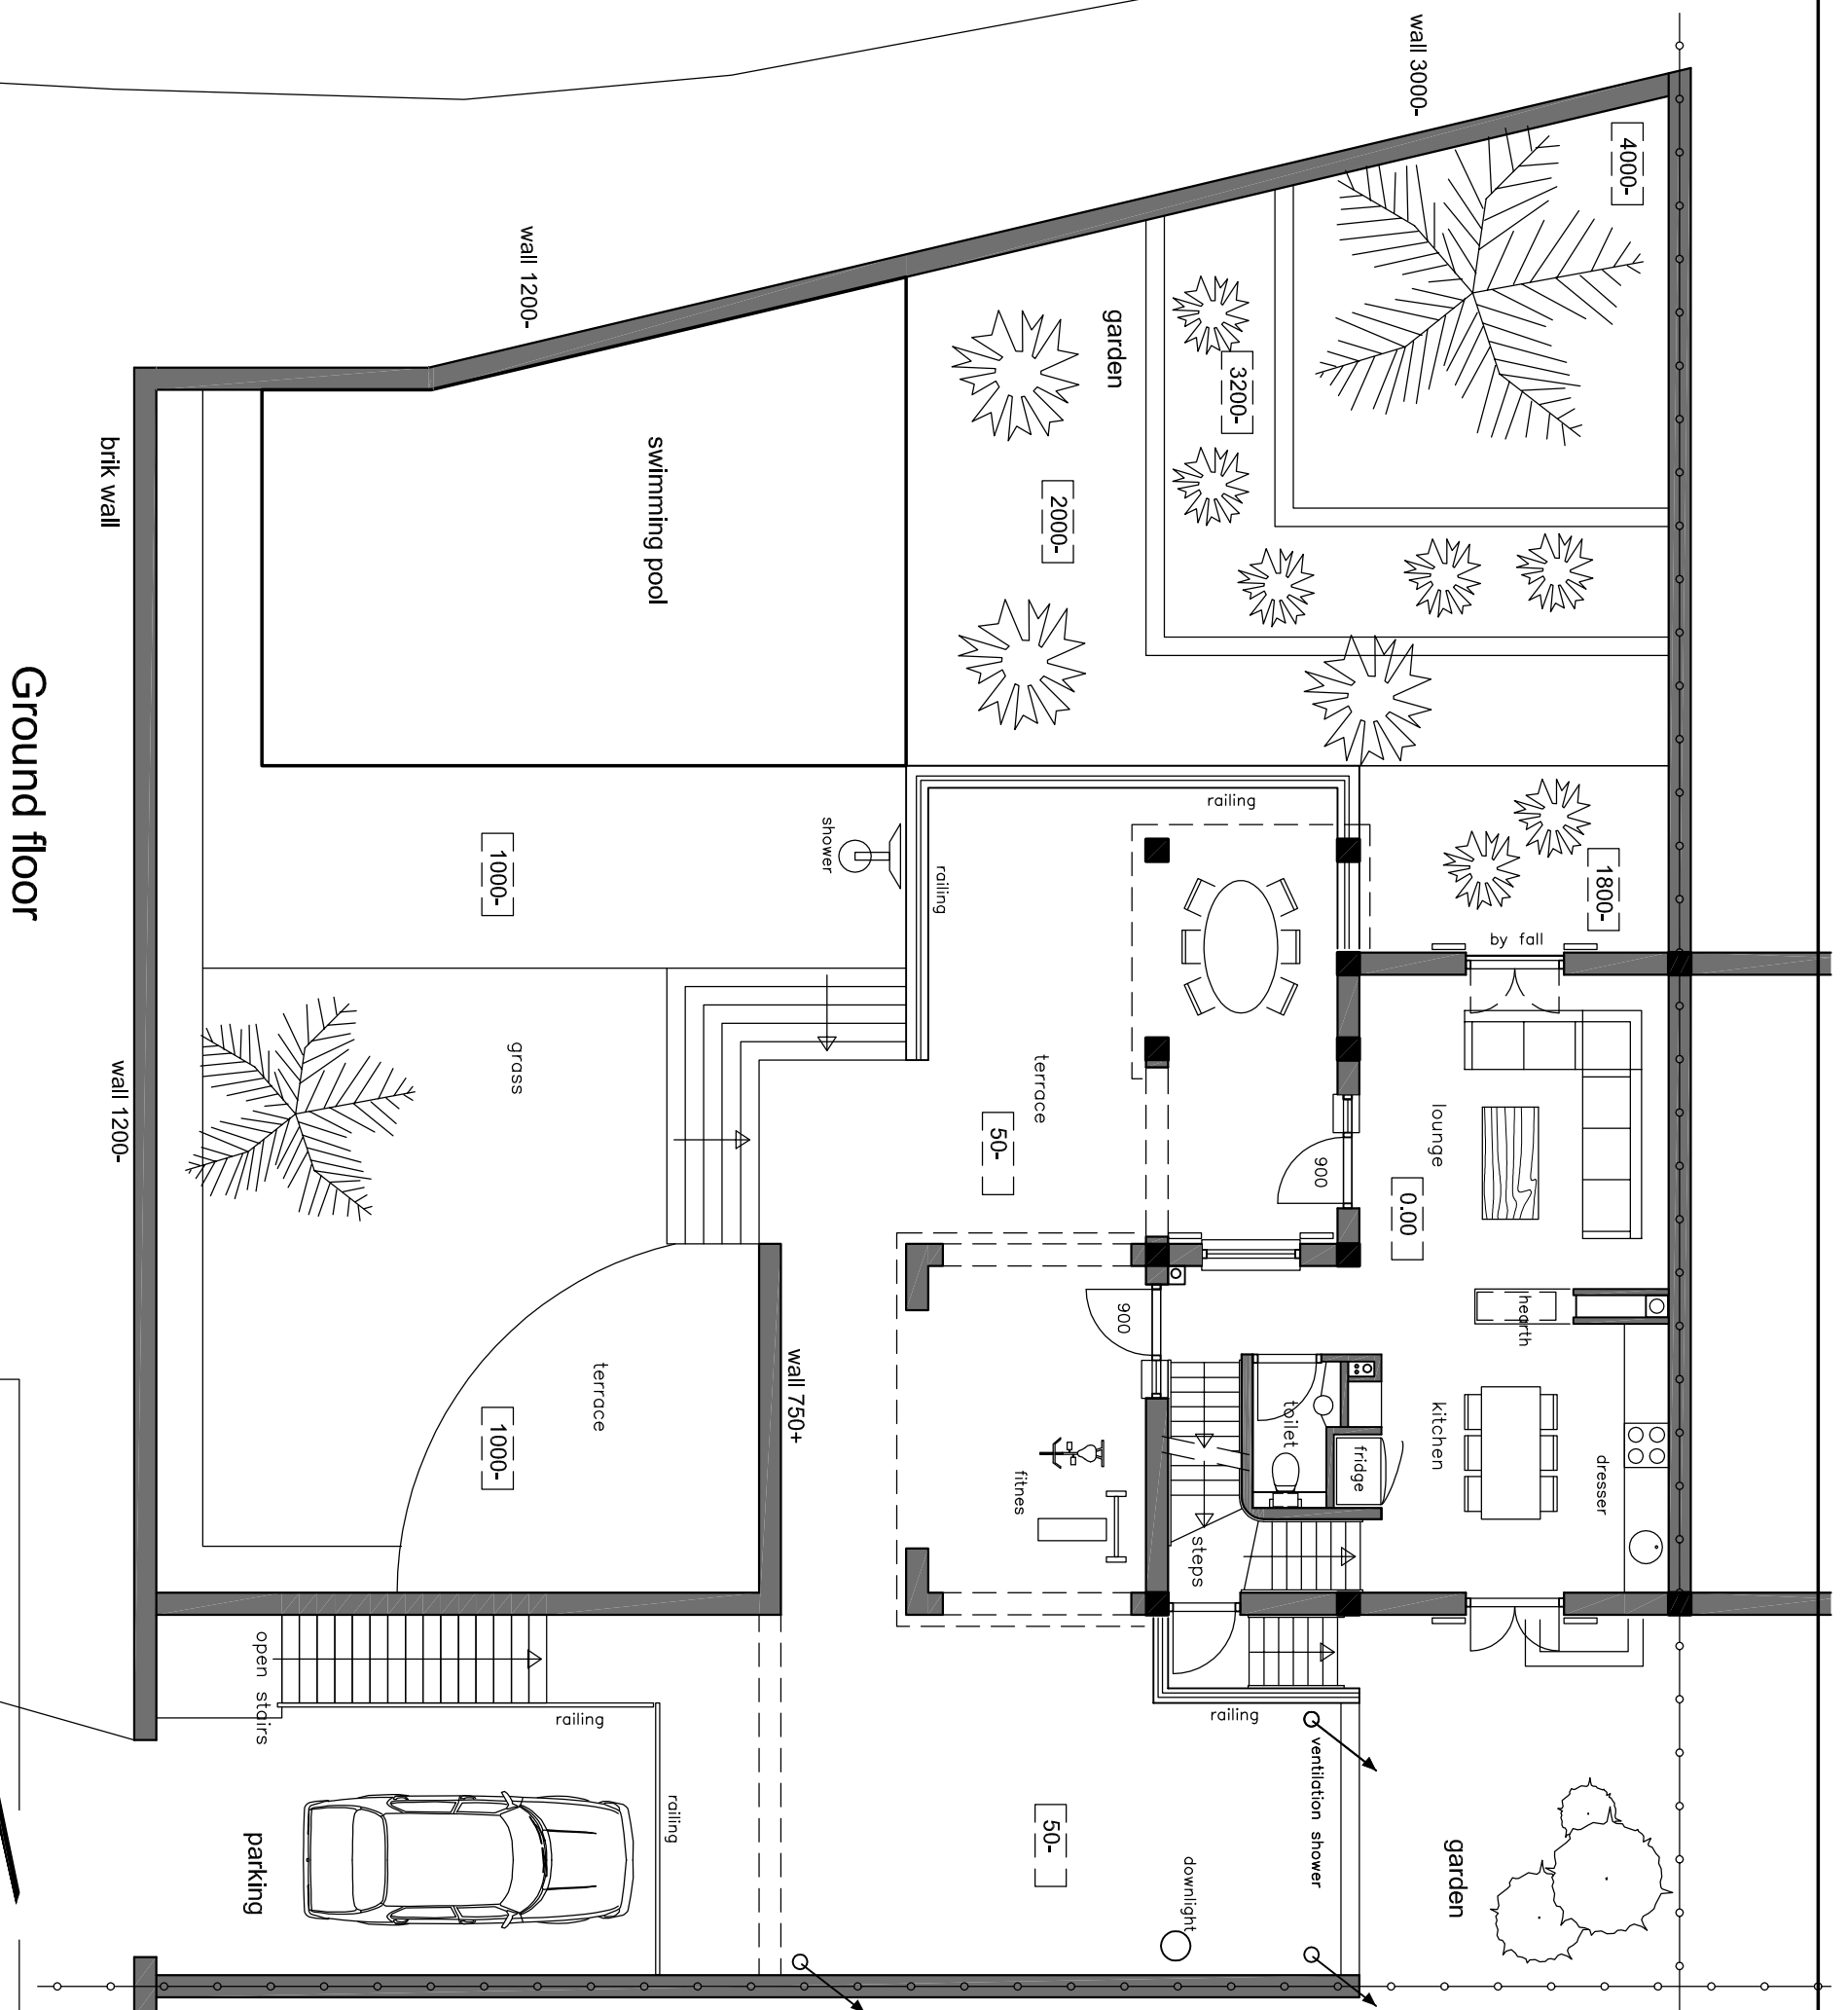 wall 3000-
4000-
wall 1200-
garden
3200-
brik wall
swimming pool
2000-
Ground floor
railing
shower
railing
1000-
1800-
by fall
wall 1200-
grass
terrace
50-
lounge
900
0.00
hearth
900
wall 750+
terrace
1000-
toilet
kitchen
fridge
dresser
fitnes
steps
open stairs
railing
railing
ventilation shower
railing
50-
downlight
parking
garden